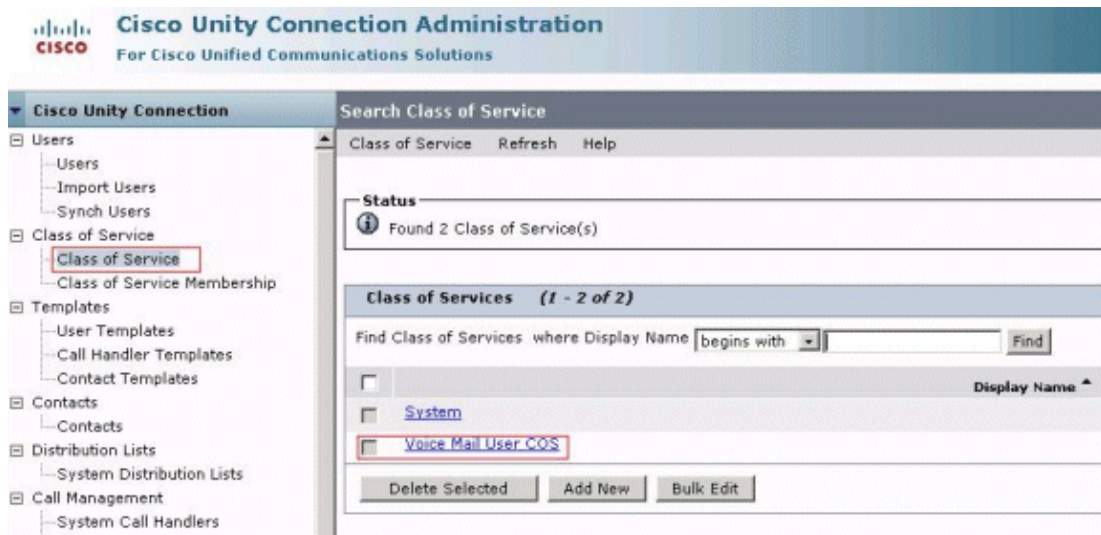 Cisco Unity Connection Administration
CISCO
For Cisco Unified Communications Solutions
Cisco Unity Connection
Users
Users
Import Users
Synch Users
Class of Service
Class of Service
Class of Service Membership
Templates
User Templates
Call Handler Templates
Contact Templates
Contacts
Contacts
Distribution Lists
System Distribution Lists
Call Management
System Call Handlers
Search Class of Service
Class of Service Refresh Help
Status
Found 2 Class of Service(s)
Class of Services (1 - 2 of 2)
Find Class of Services where Display Name begins with Find
Display Name
System
Voice Mail User COS
Delete Selected Add New Bulk Edit